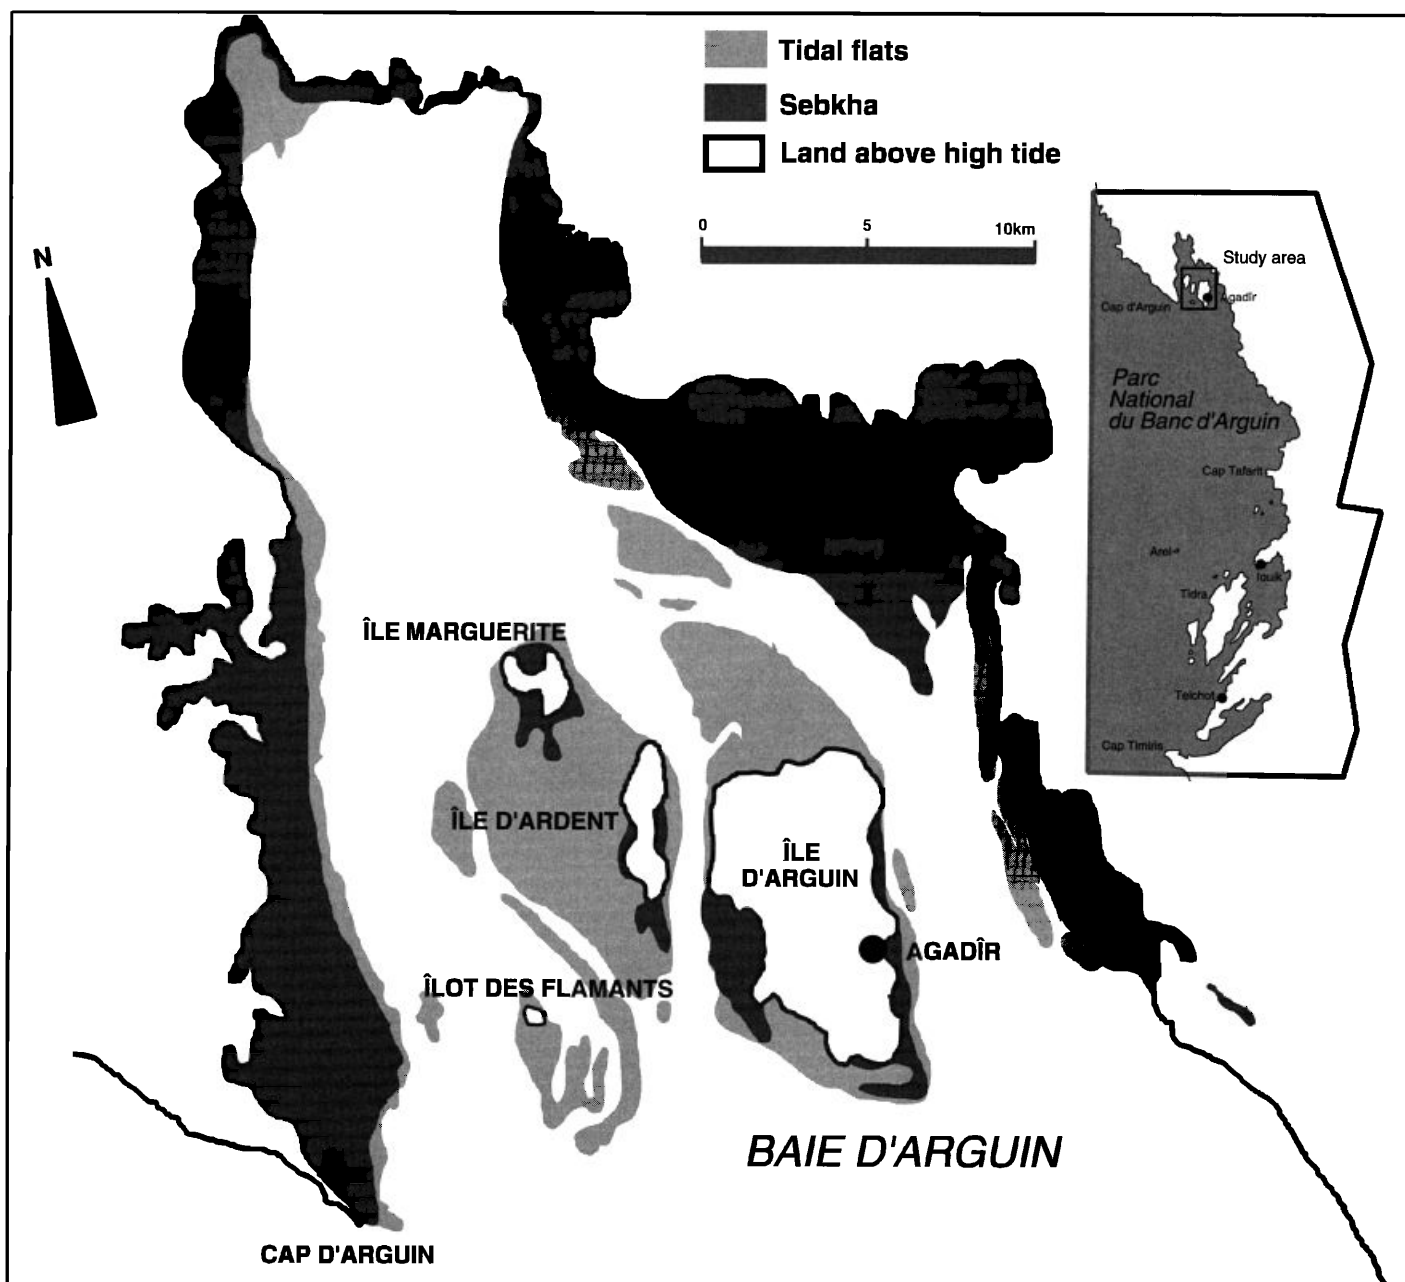 Tidal flats
Sebkha
Land above high tide
0 5 10km
N
Study area
Agadîr
Cap d'Arguin
Parc
National
du Banc d'Arguin
Cap Tafarit
Arel
Iouik
Tidra
Teichot
Cap Timiris
ÎLE MARGUERITE
ÎLE D'ARDENT
ÎLE
D'ARGUIN
AGADÎR
ÎLOT DES FLAMANTS
BAIE D'ARGUIN
CAP D'ARGUIN